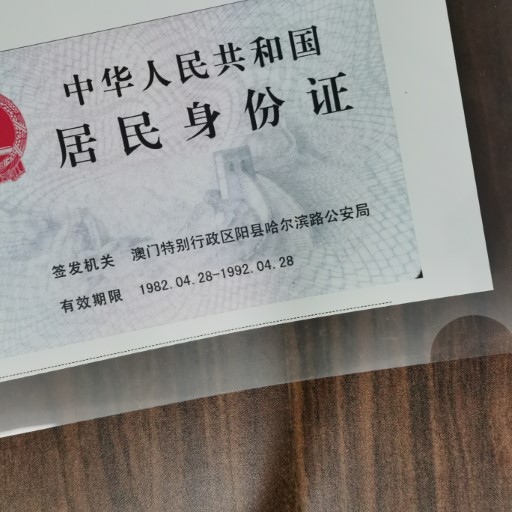 中华人民共和国
居民身份证
签发机关 澳门特别行政区阳县哈尔滨路公安局
有效期限 1982.04.28-1992.04.28